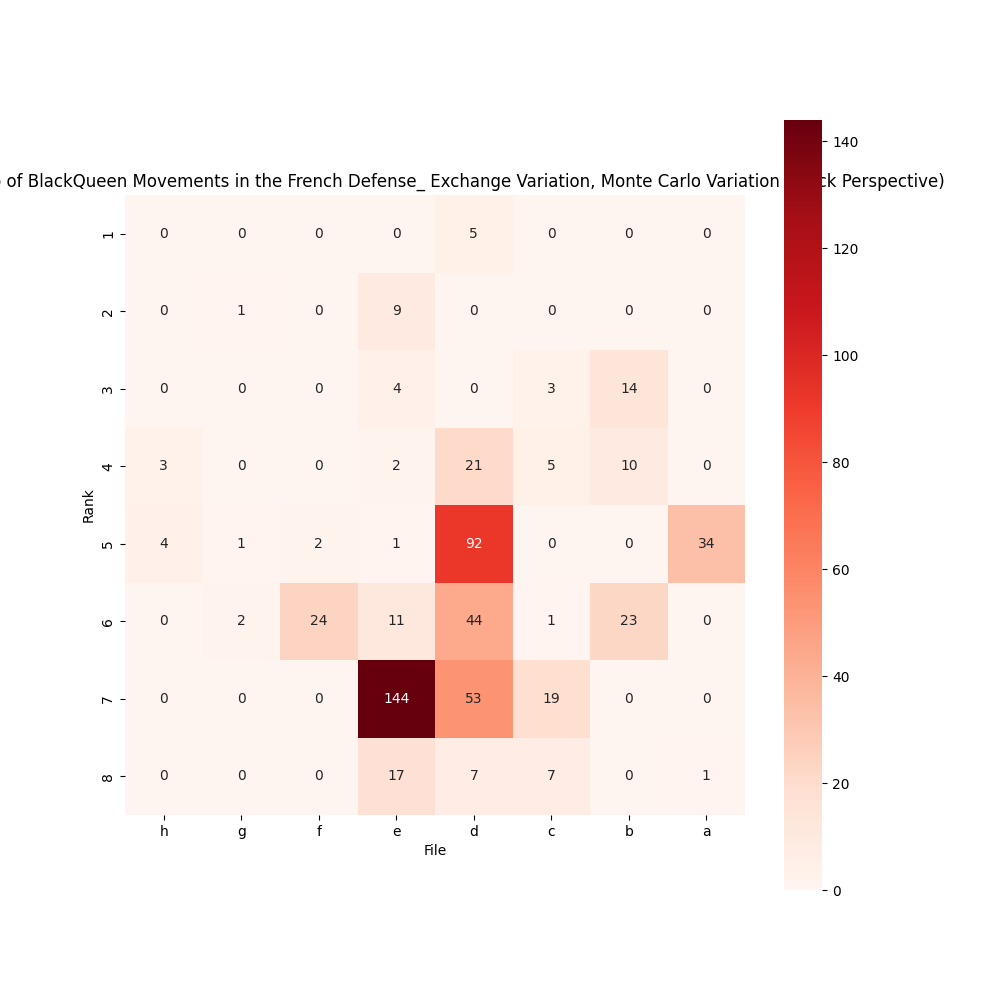 of BlackQueen Movements in the French Defense_ Exchange Variation, Monte Carlo Variation ck Perspective)
140
120
100
80
60
40
20
0
Rank
1 0 0 0 0 5 0 0 0
2 0 1 0 9 0 0 0 0
3 0 0 0 4 0 3 14 0
4 3 0 0 2 21 5 10 0
5 4 1 2 1 92 0 0 34
6 0 2 24 11 44 1 23 0
7 0 0 0 144 53 19 0 0
8 0 0 0 17 7 7 0 1
h g f e d c b a
File